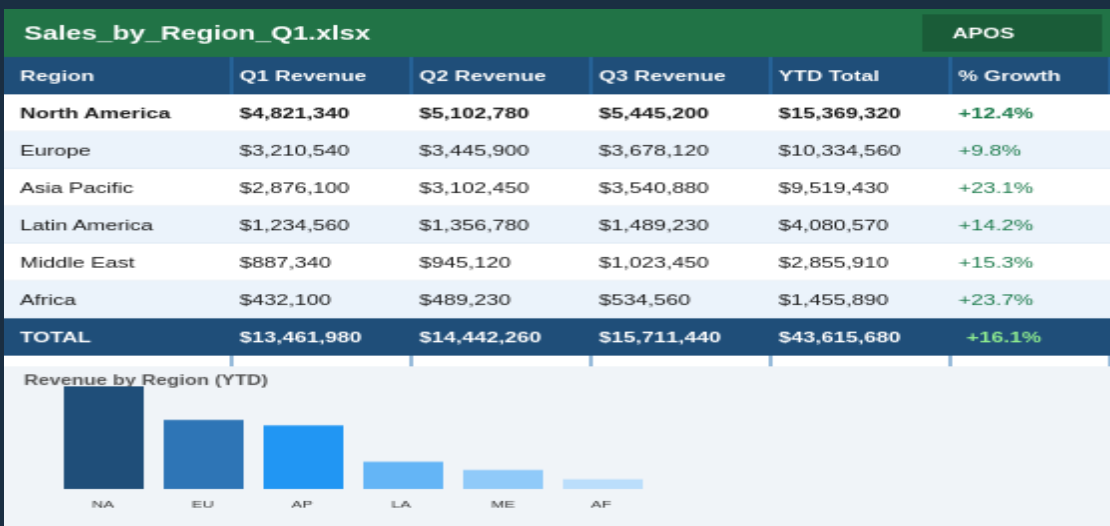 Sales_by_Region_Q1.xlsx APOS
Region Q1 Revenue Q2 Revenue Q3 Revenue YTD Total % Growth
North America $4,821,340 $5,102,780 $5,445,200 $15,369,320 +12.4%
Europe $3,210,540 $3,445,900 $3,678,120 $10,334,560 +9.8%
Asia Pacific $2,876,100 $3,102,450 $3,540,880 $9,519,430 +23.1%
Latin America $1,234,560 $1,356,780 $1,489,230 $4,080,570 +14.2%
Middle East $887,340 $945,120 $1,023,450 $2,855,910 +15.3%
Africa $432,100 $489,230 $534,560 $1,455,890 +23.7%
TOTAL $13,461,980 $14,442,260 $15,711,440 $43,615,680 +16.1%
Revenue by Region (YTD)
NA EU AP LA ME AF